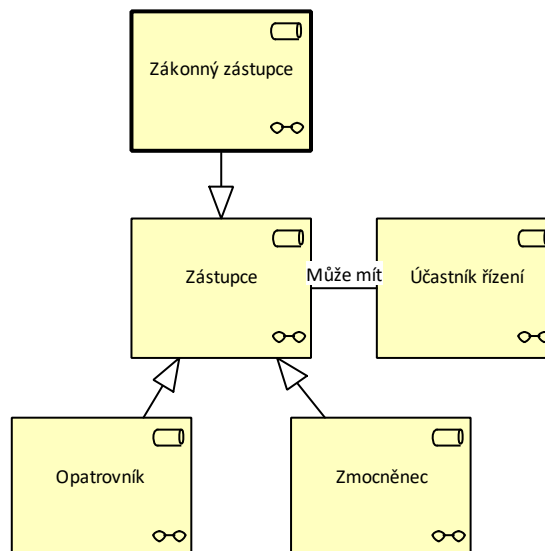 Zákonný zástupce
Zástupce
Může mít
Účastník řízení
Opatrovník
Zmocněnec